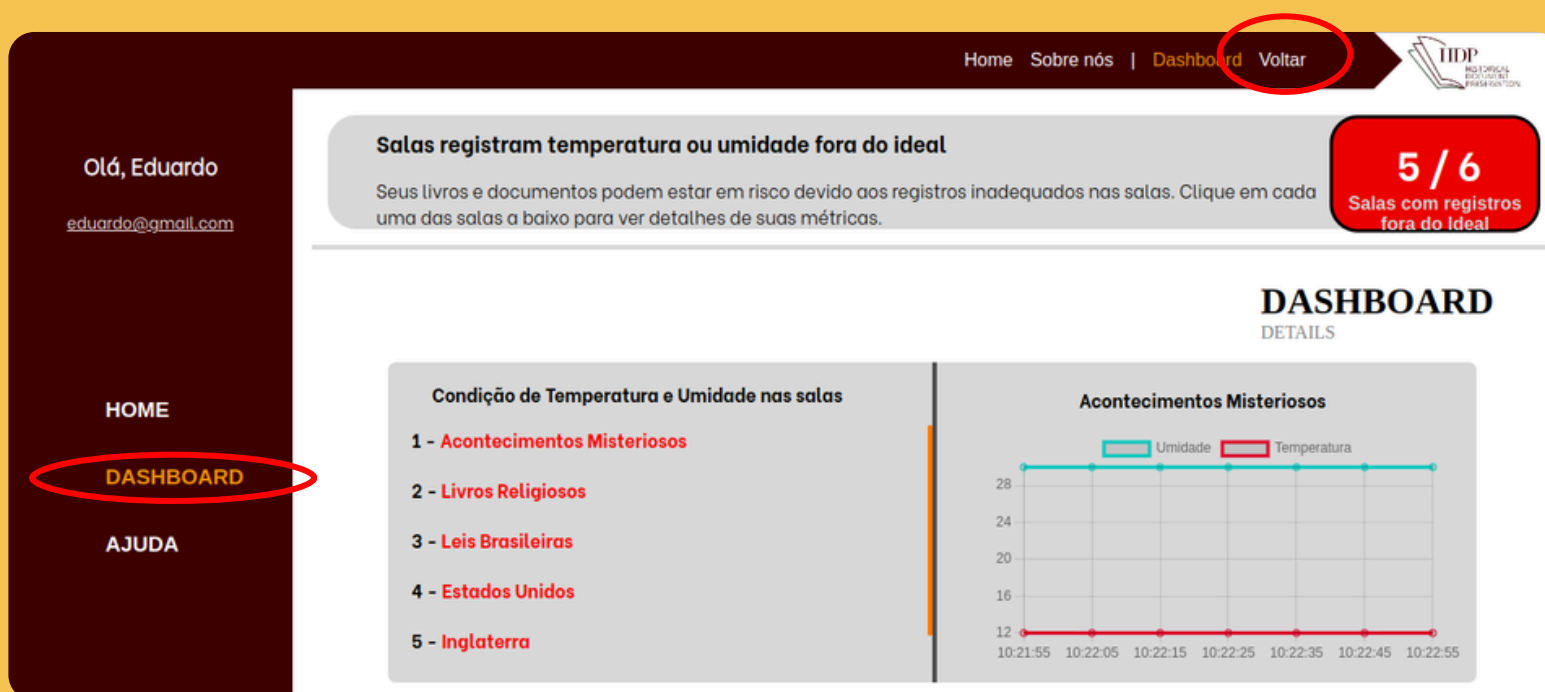 Home Sobre nós | Dashboard Voltar
HDP
HISTORICAL
DOCUMENT
PRESERVATION
Olá, Eduardo
eduardo@gmail.com
HOME
DASHBOARD
AJUDA
Salas registram temperatura ou umidade fora do ideal
Seus livros e documentos podem estar em risco devido aos registros inadequados nas salas. Clique em cada
uma das salas a baixo para ver detalhes de suas métricas.
5 / 6
Salas com registros
fora do Ideal
DASHBOARD
DETAILS
Condição de Temperatura e Umidade nas salas
1 - Acontecimentos Misteriosos
2 - Livros Religiosos
3 - Leis Brasileiras
4 - Estados Unidos
5 - Inglaterra
Acontecimentos Misteriosos
Umidade Temperatura
28
24
20
16
12
10:21:55 10:22:05 10:22:15 10:22:25 10:22:35 10:22:45 10:22:55